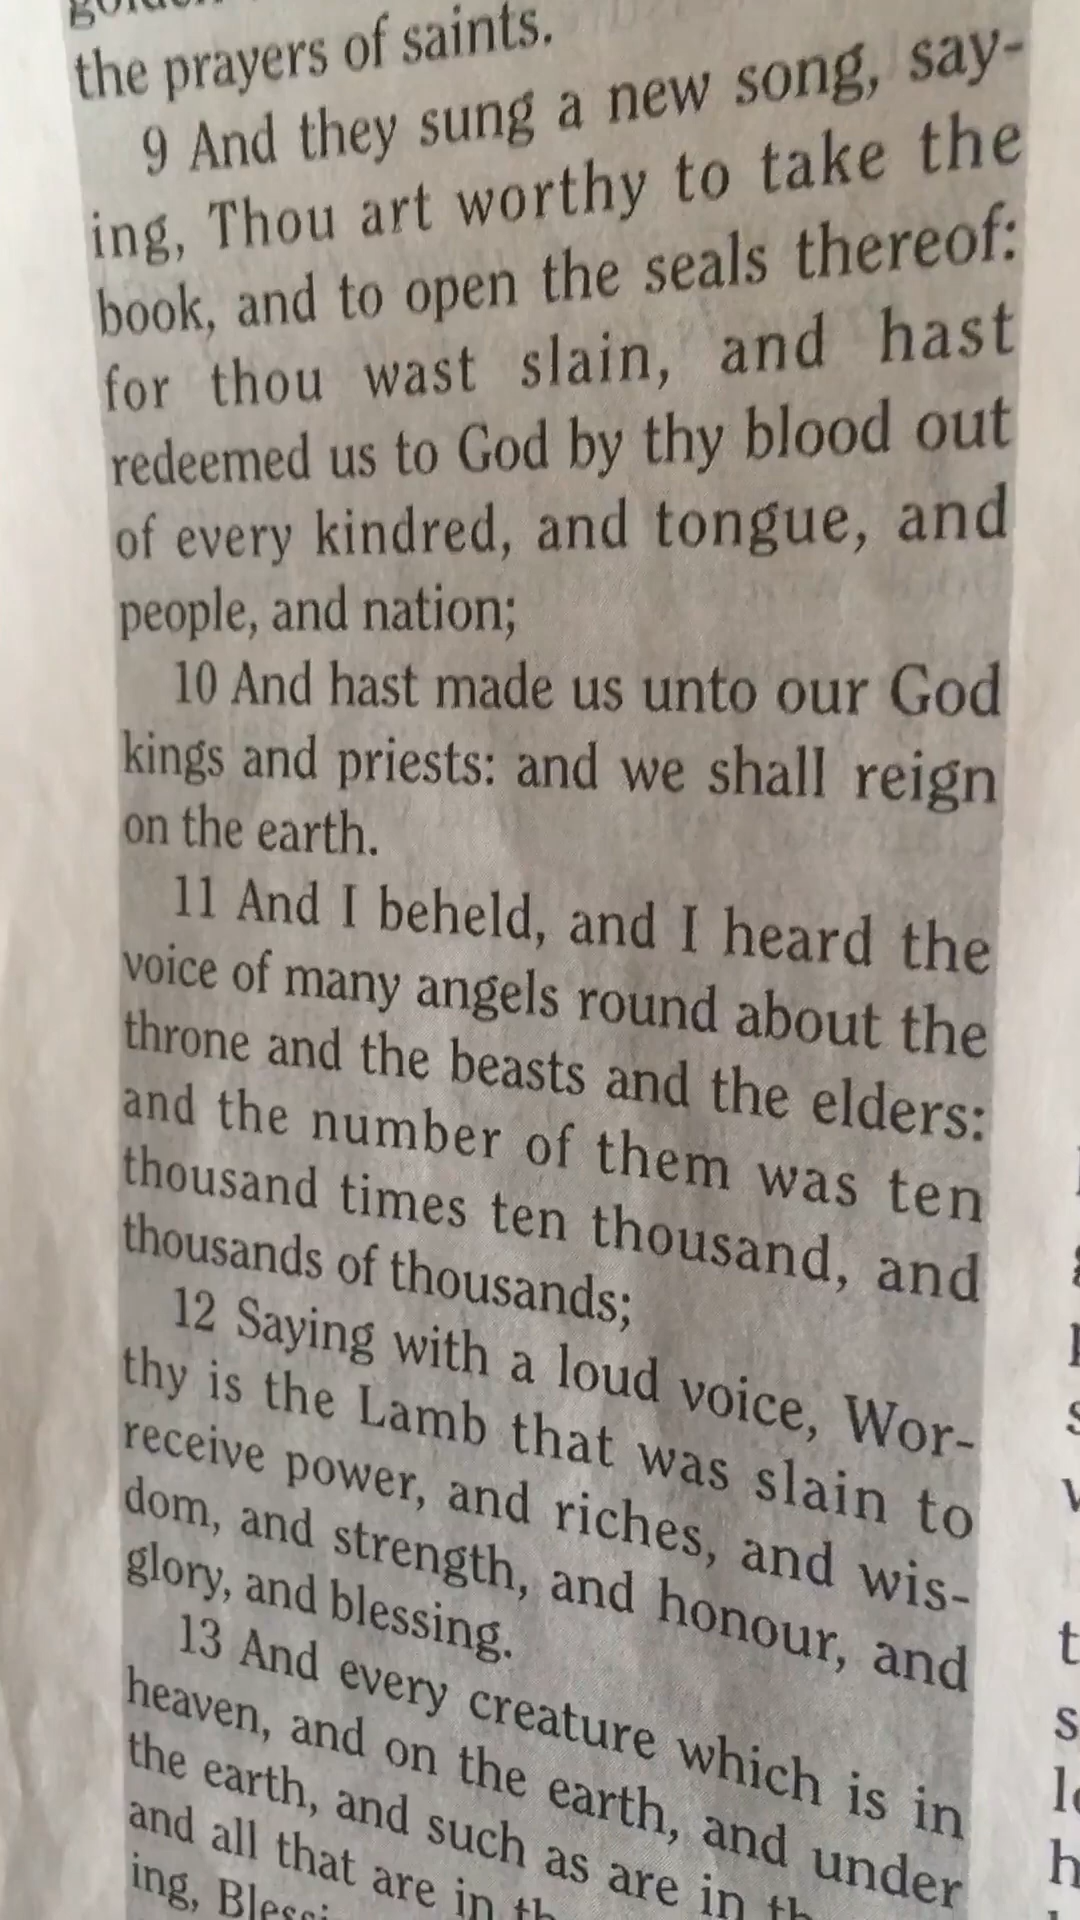 the prayers of saints.
9 And they sung a new song, say-
ing, Thou art worthy to take the
book, and to open the seals thereof:
for thou wast slain, and hast
redeemed us to God by thy blood out
of every kindred, and tongue, and
people, and nation;
10 And hast made us unto our God
kings and priests: and we shall reign
on the earth.
11 And I beheld, and I heard the
voice of many angels round about the
throne and the beasts and the elders:
and the number of them was ten
thousand times ten thousand, and
thousands of thousands;
12 Saying with a loud voice, Wor-
thy is the Lamb that was slain to
receive power, and riches, and wis-
dom, and strength, and honour, and
glory, and blessing.
13 And every creature which is in
heaven, and on the earth, and under
the earth, and such as are in
and all that are in
ing,